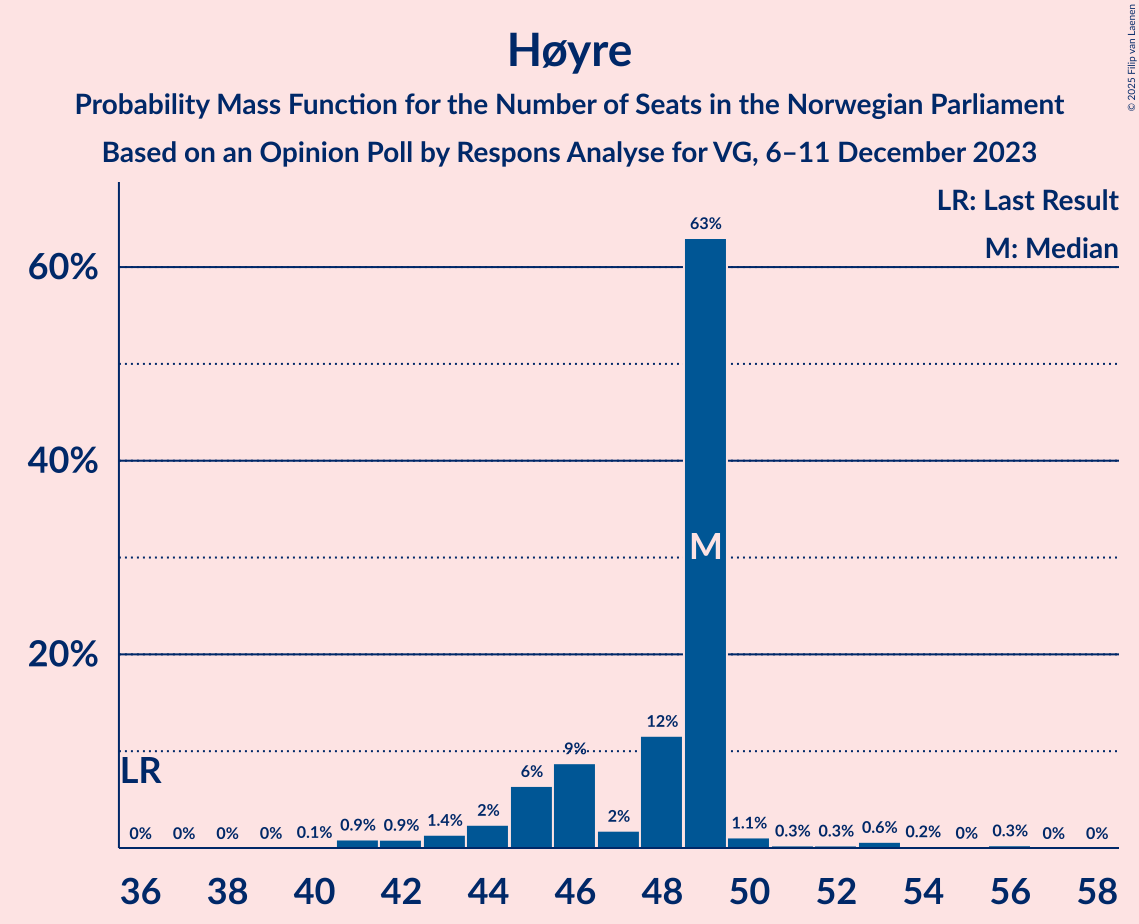 Høyre
Probability Mass Function for the Number of Seats in the Norwegian Parliament
Based on an Opinion Poll by Respons Analyse for VG, 6–11 December 2023
© 2025 Filip van Laenen
LR: Last Result
M: Median
60%
40%
20%
LR
M
0% 0% 0% 0% 0.1% 0.9% 0.9% 1.4% 2% 6% 9% 2% 12% 63% 1.1% 0.3% 0.3% 0.6% 0.2% 0% 0.3% 0% 0%
36 38 40 42 44 46 48 50 52 54 56 58